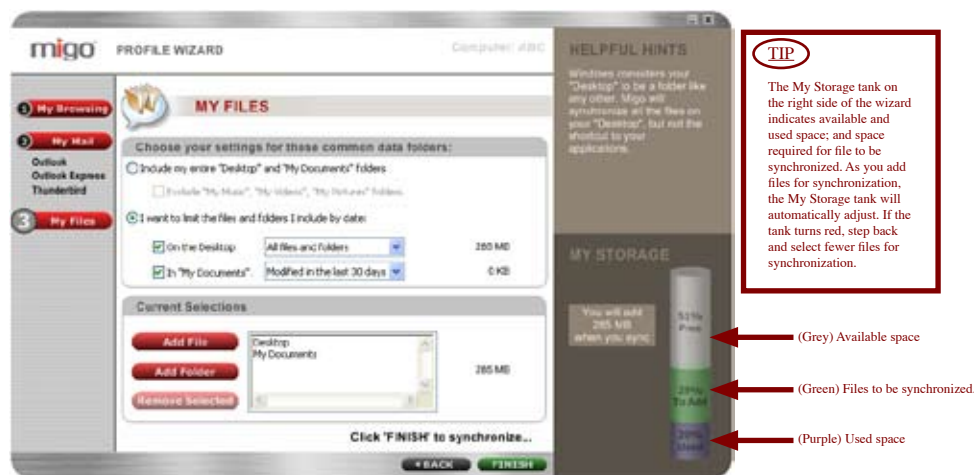 migo
PROFILE WIZARD
Computer: ABC
1 My Browsing
2 My Mail
Outlook
Outlook Express
Thunderbird
3 My Files
MY FILES
Choose your settings for these common data folders:
Include my entire "Desktop" and "My Documents" folders
Exclude "My Music", "My Videos", "My Pictures" folders.
I want to limit the files and folders I include by date:
On the Desktop
All files and folders
285 MB
In "My Documents".
Modified in the last 30 days
0 KB
Current Selections
Add File
Add Folder
Remove Selected
Desktop
My Documents
285 MB
Click 'FINISH' to synchronize...
BACK
FINISH
HELPFUL HINTS
Windows considers your
"Desktop" to be a folder like
any other. Migo will
synchronize all the files on
your "Desktop", but not the
shortcut to your
applications.
MY STORAGE
You will add
285 MB
when you sync
51%
Free
To Add
Used
TIP
The My Storage tank on
the right side of the wizard
indicates available and
used space; and space
required for file to be
synchronized. As you add
files for synchronization,
the My Storage tank will
automatically adjust. If the
tank turns red, step back
and select fewer files for
synchronization.
(Grey) Available space
(Green) Files to be synchronized.
(Purple) Used space